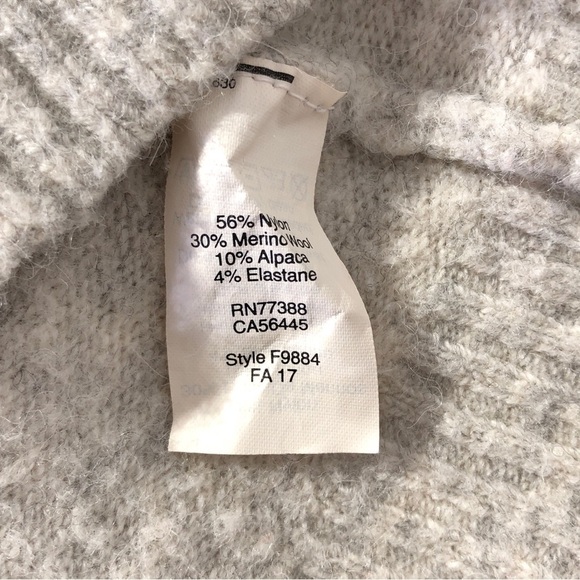 56% Nylon
30% Merino Wool
10% Alpaca
4% Elastane
RN77388
CA56445
Style F9884
FA 17